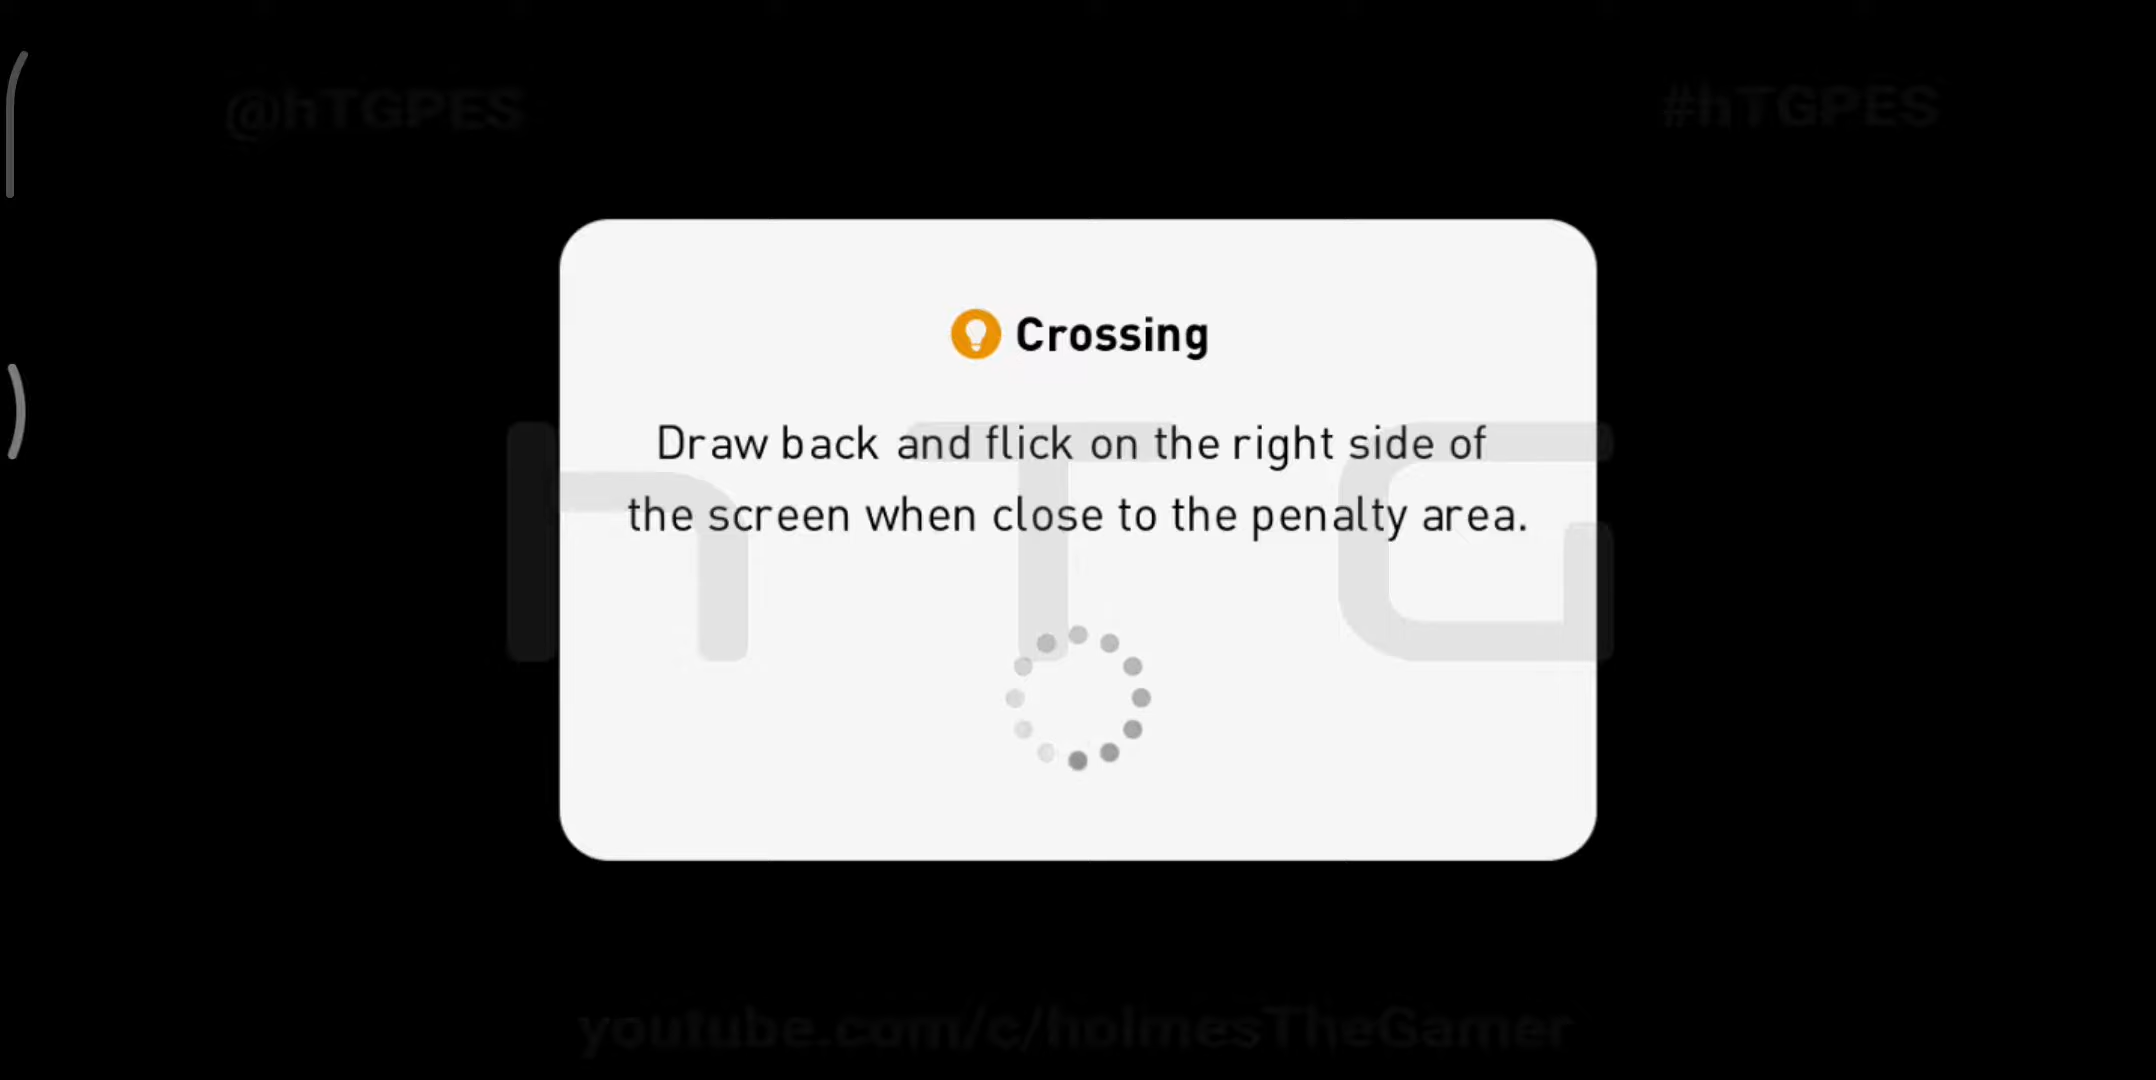 @hTGPES #hTGPES
Crossing
Draw back and flick on the right side of
the screen when close to the penalty area.
hTG
youtube.com/c/holmesTheGamer